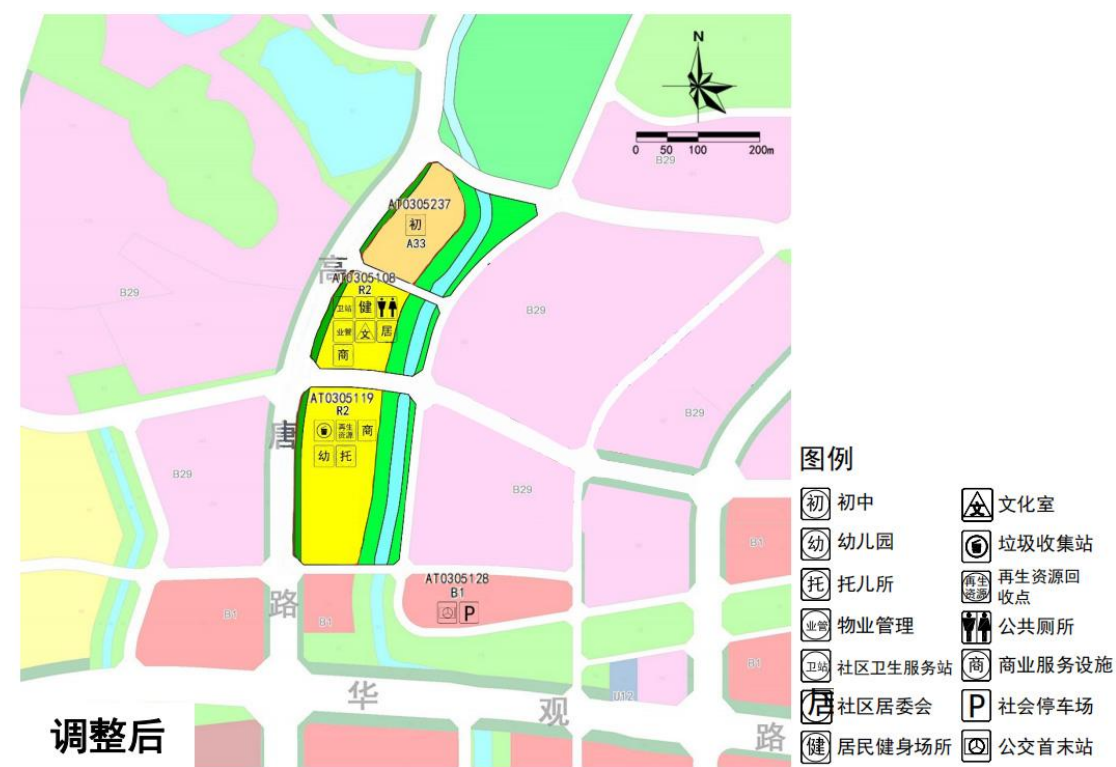 N
0 50 100 200m
B29
AT0305237
初
A33
高
AT0305108
R2
卫站 健
业管 文 居
商
B29
B29
AT0305119
R2
再生资源 商
幼 托
唐
B29
B29
B29
B1
AT0305128
B1
P
路
B1
B1
B1
B12
华
观
路
调整后
图例
初 初中
幼 幼儿园
托 托儿所
业管 物业管理
卫站 社区卫生服务站
居 社区居委会
健 居民健身场所
文 文化室
垃圾收集站
再生资源 再生资源回
收点
公共厕所
商 商业服务设施
P 社会停车场
公交首末站